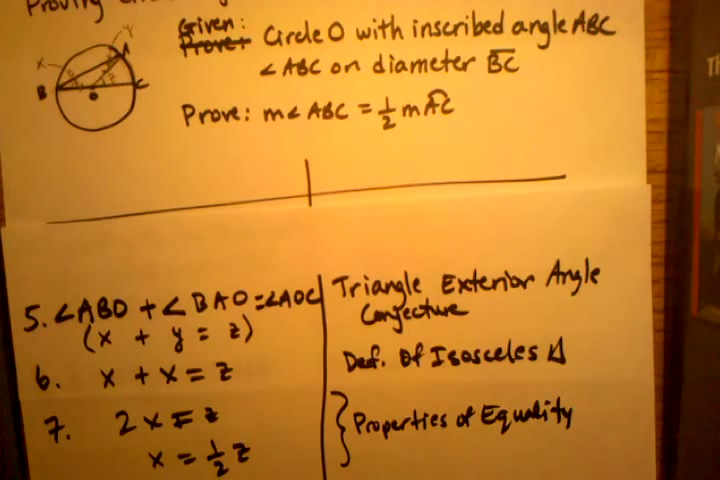 Proving
Given:
Prove: Circle O with inscribed angle ABC
∠ABC on diameter BC
Prove: m∠ABC = 1/2 mAC
X
Y
A
B
C
O
x
y
z
5. ∠ABO + ∠BAO = ∠AOC
(x + y = z)
Triangle Exterior Angle
Conjecture
6. x + x = z
Def. Of Isosceles Δ
7. 2x = z
x = 1/2 z
Properties of Equality
TH